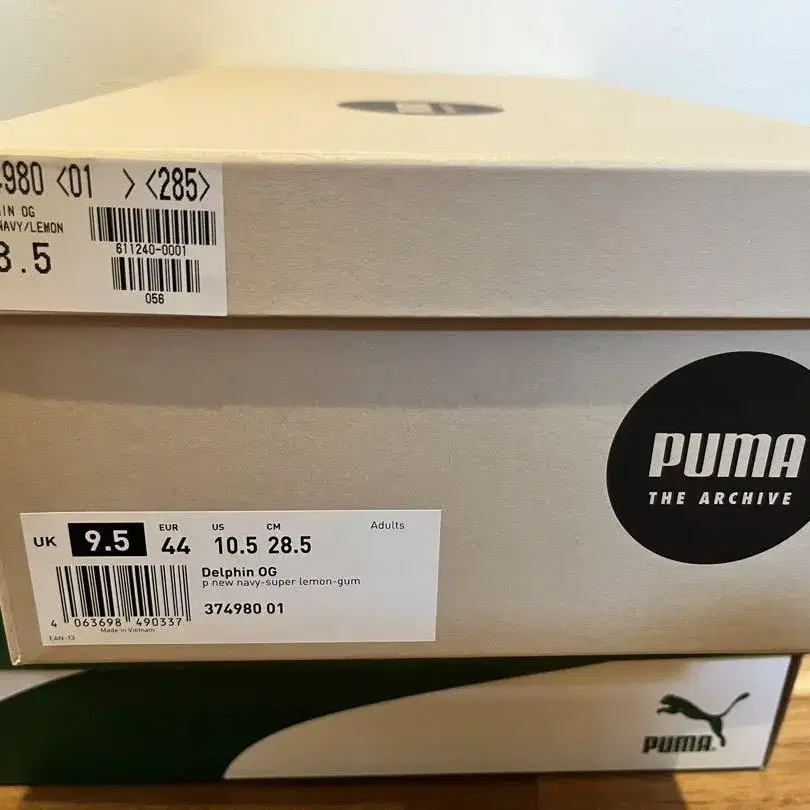 4980 <01 > <285>
IN OG
NAVY/LEMON
8.5
611240-0001
056
PUMA
THE ARCHIVE
UK 9.5 EUR 44 US 10.5 CM 28.5 Adults
Delphin OG
p new navy-super lemon-gum
374980 01
4 063698 490337
Made in Vietnam
EAN-13
PUMA.